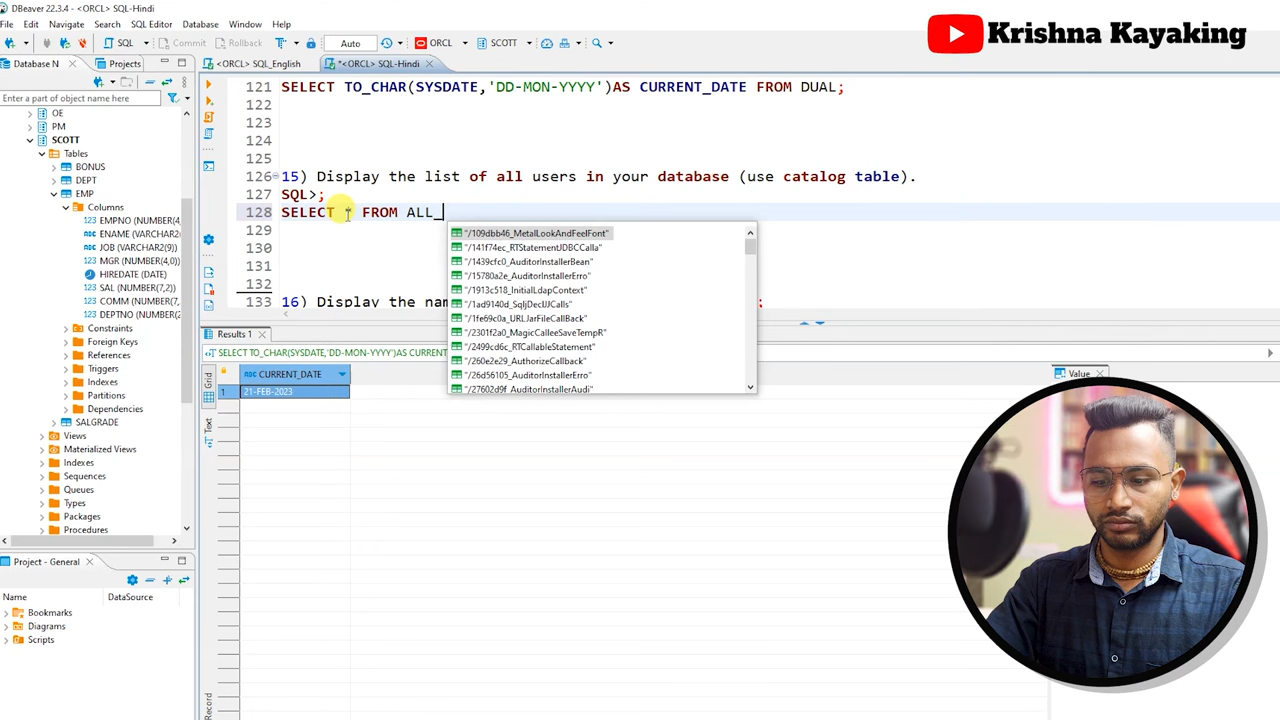 DBeaver 22.3.4 - <ORCL> SQL-Hindi
File Edit Navigate Search SQL Editor Database Window Help
SQL Commit Rollback Auto ORCL SCOTT
Krishna Kayaking
Database N Projects
<ORCL> SQL_English *<ORCL> SQL-Hindi
Enter a part of object name here
OE
PM
SCOTT
Tables
BONUS
DEPT
EMP
Columns
EMPNO (NUMBER(4,
ENAME (VARCHAR2(
JOB (VARCHAR2(9)
MGR (NUMBER(4,0)
HIREDATE (DATE)
SAL (NUMBER(7,2)
COMM (NUMBER(7,
DEPTNO (NUMBER(2
Constraints
Foreign Keys
References
Triggers
Indexes
Partitions
Dependencies
SALGRADE
Views
Materialized Views
Indexes
Sequences
Queues
Types
Packages
Procedures
121 SELECT TO_CHAR(SYSDATE,'DD-MON-YYYY')AS CURRENT_DATE FROM DUAL;
122
123
124
125
126 15) Display the list of all users in your database (use catalog table).
127 SQL>;
128 SELECT * FROM ALL_
129
130
131
132
133 16) Display the nam
"/109dbb46_MetalLookAndFeelFont"
"/141f74ec_RTStatementJDBCCalla"
"/1439cfc0_AuditorInstallerBean"
"/15780a2e_AuditorInstallerErro"
"/1913c518_InitialLdapContext"
"/1ad9140d_SqljDeclJJCalls"
"/1fe69c0a_URLJarFileCallBack"
"/2301f2a0_MagicCalleeSaveTempR"
"/2499cd6c_RTCallableStatement"
"/260e2e29_AuthorizeCallback"
"/26d56105_AuditorInstallerErro"
"/27602d9f_AuditorInstallerAudi"
Results 1
SELECT TO_CHAR(SYSDATE,'DD-MON-YYYY')AS CURRENT
Grid
Text
Record
CURRENT_DATE
1 21-FEB-2023
Value
Project - General
Name DataSource
Bookmarks
Diagrams
Scripts